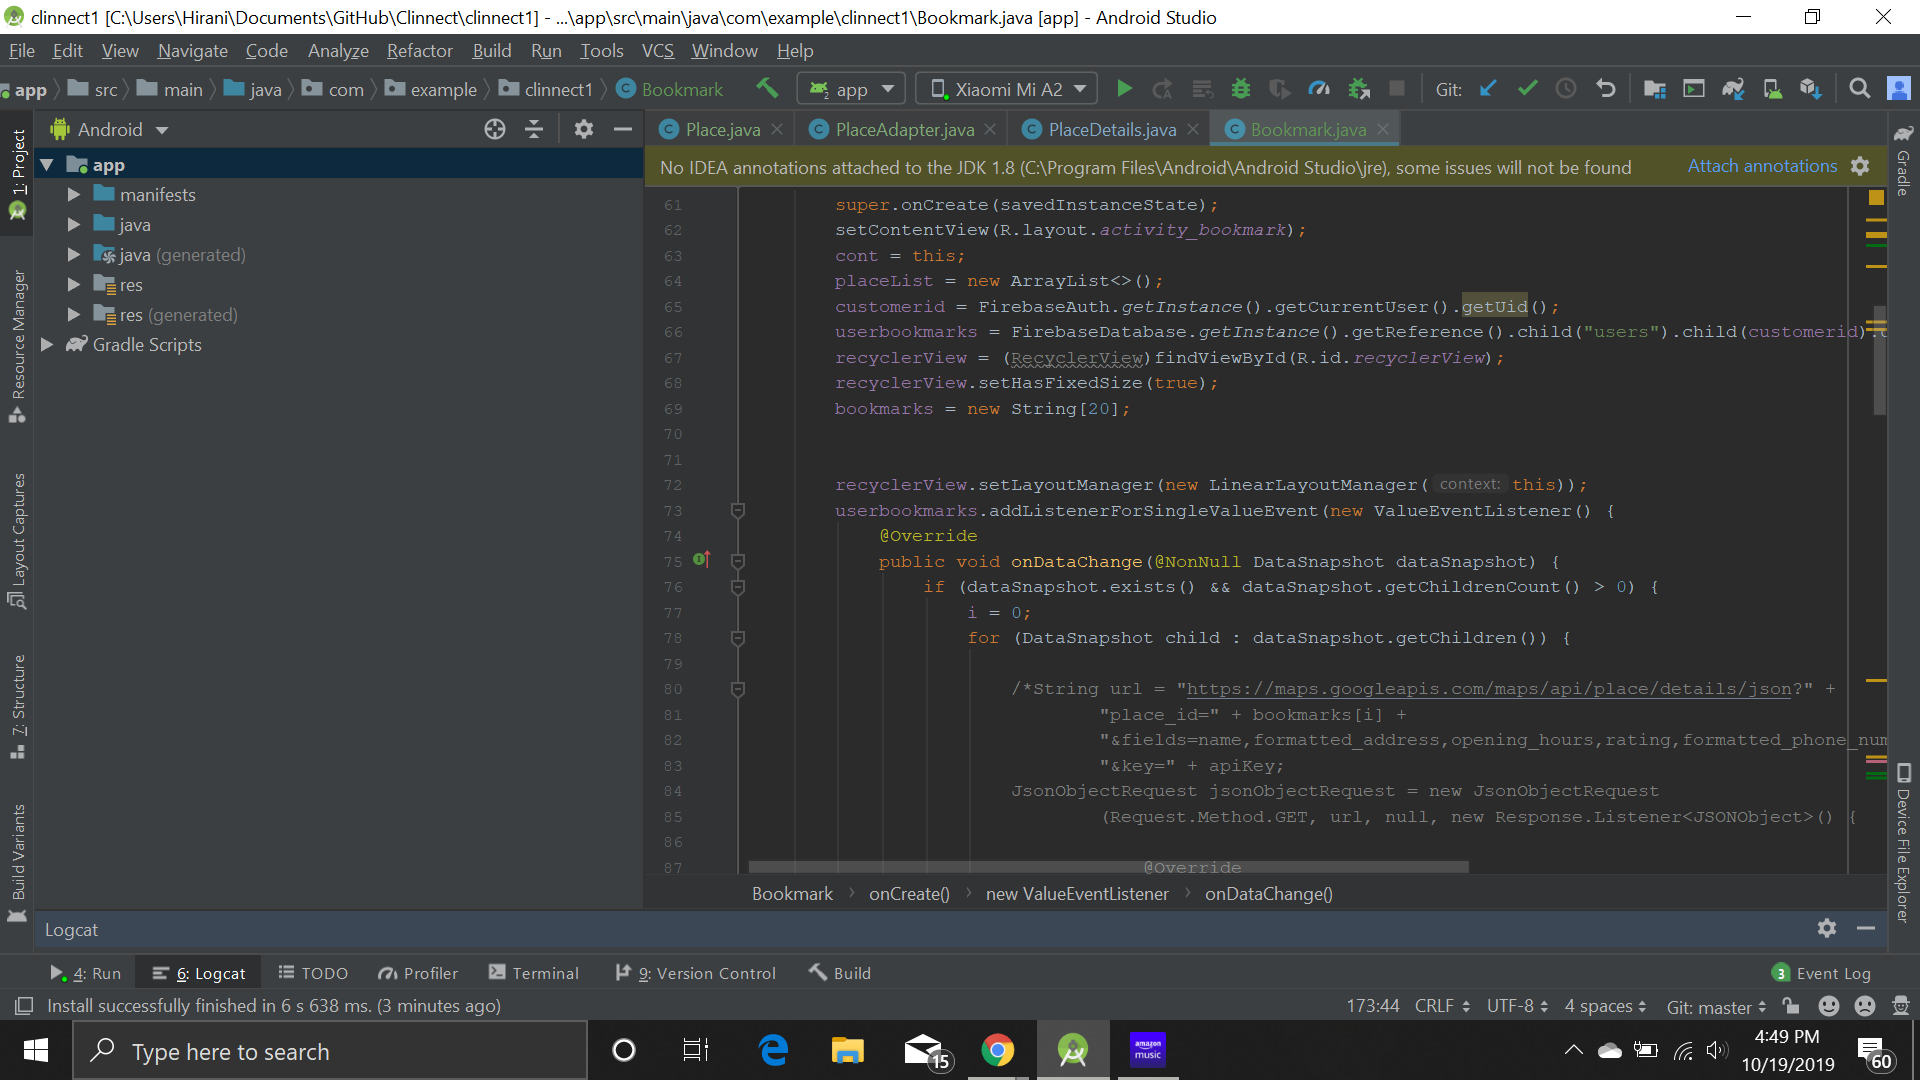 clinnect1 [C:\Users\Hirani\Documents\GitHub\Clinnect\clinnect1] - ...\app\src\main\java\com\example\clinnect1\Bookmark.java [app] - Android Studio
File Edit View Navigate Code Analyze Refactor Build Run Tools VCS Window Help
app src main java com example clinnect1 Bookmark app Xiaomi Mi A2 Git:
1: Project
Resource Manager
Layout Captures
7: Structure
Build Variants
Android
app
manifests
java
java (generated)
res
res (generated)
Gradle Scripts
Place.java PlaceAdapter.java PlaceDetails.java Bookmark.java
No IDEA annotations attached to the JDK 1.8 (C:\Program Files\Android\Android Studio\jre), some issues will not be found Attach annotations
61 super.onCreate(savedInstanceState);
62 setContentView(R.layout.activity_bookmark);
63 cont = this;
64 placeList = new ArrayList<>();
65 customerid = FirebaseAuth.getInstance().getCurrentUser().getUid();
66 userbookmarks = FirebaseDatabase.getInstance().getReference().child("users").child(customerid).
67 recyclerView = (RecyclerView)findViewById(R.id.recyclerView);
68 recyclerView.setHasFixedSize(true);
69 bookmarks = new String[20];
70
71
72 recyclerView.setLayoutManager(new LinearLayoutManager( context: this));
73 userbookmarks.addListenerForSingleValueEvent(new ValueEventListener() {
74 @Override
75 public void onDataChange(@NonNull DataSnapshot dataSnapshot) {
76 if (dataSnapshot.exists() && dataSnapshot.getChildrenCount() > 0) {
77 i = 0;
78 for (DataSnapshot child : dataSnapshot.getChildren()) {
79
80 /*String url = "https://maps.googleapis.com/maps/api/place/details/json?" +
81 "place_id=" + bookmarks[i] +
82 "&fields=name,formatted_address,opening_hours,rating,formatted_phone_num
83 "&key=" + apiKey;
84 JsonObjectRequest jsonObjectRequest = new JsonObjectRequest
85 (Request.Method.GET, url, null, new Response.Listener<JSONObject>() {
86
87 @Override
Bookmark onCreate() new ValueEventListener onDataChange()
Gradle
Device File Explorer
Logcat
4: Run 6: Logcat TODO Profiler Terminal 9: Version Control Build 3 Event Log
Install successfully finished in 6 s 638 ms. (3 minutes ago) 173:44 CRLF UTF-8 4 spaces Git: master
Type here to search 15 amazon music 4:49 PM
10/19/2019 60